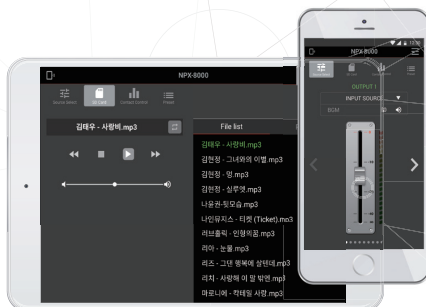 NPX-8000
Source Select
SD Card
Contact Control
Preset
김태우 - 사랑비.mp3
File list
김태우 - 사랑비.mp3
김현정 - 그녀와의 이별.mp3
김현정 - 멍.mp3
김현정 - 실루엣.mp3
나윤권-뒷모습.mp3
나인뮤지스 - 티켓 (Ticket).mp3
러브홀릭 - 인형의꿈.mp3
리아 - 눈물.mp3
리즈 - 그댄 행복에 살텐데.mp3
리치 - 사랑해 이 말 밖엔.mp3
마로니에 - 칵테일 사랑.mp3
NPX-8000
OUTPUT 1
INPUT SOURCE
BGM